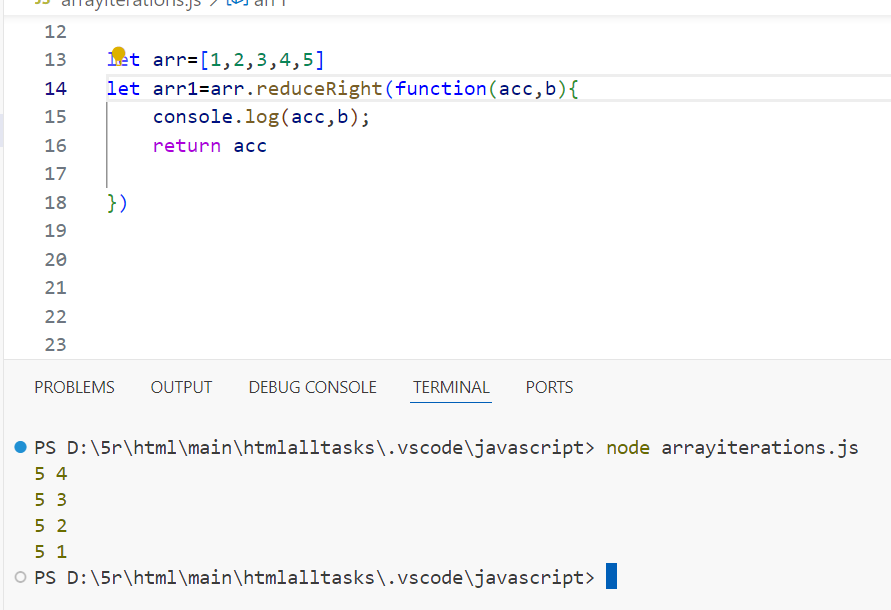 arrayiterations.js > arr1
12
13 let arr=[1,2,3,4,5]
14 let arr1=arr.reduceRight(function(acc,b){
15     console.log(acc,b);
16     return acc
17
18 })
19
20
21
22
23
PROBLEMS OUTPUT DEBUG CONSOLE TERMINAL PORTS
PS D:\5r\html\main\htmlalltasks\.vscode\javascript> node arrayiterations.js
5 4
5 3
5 2
5 1
PS D:\5r\html\main\htmlalltasks\.vscode\javascript>